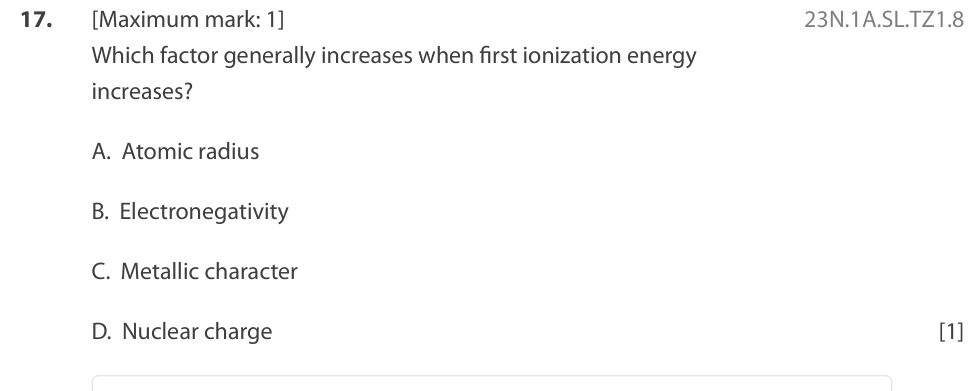 17. [Maximum mark: 1] 23N.1A.SL.TZ1.8
Which factor generally increases when first ionization energy
increases?
A. Atomic radius
B. Electronegativity
C. Metallic character
D. Nuclear charge [1]